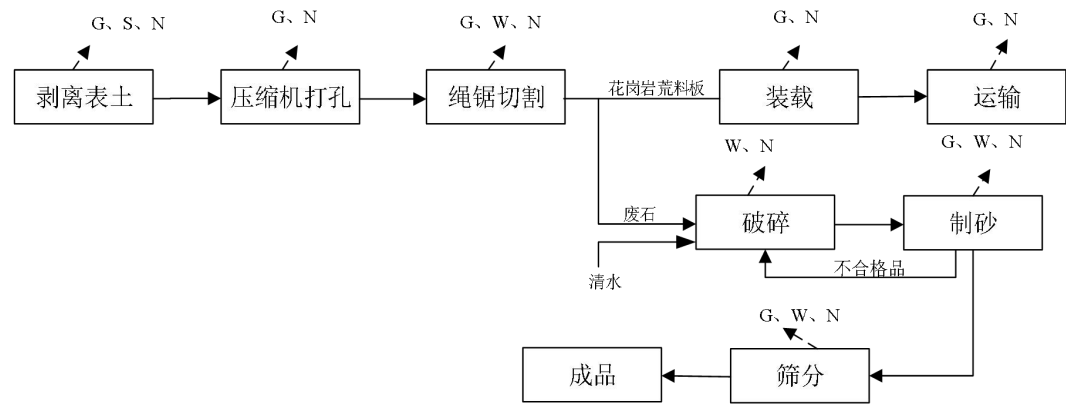 G、S、N
G、N
G、W、N
G、N
G、N
剥离表土
压缩机打孔
绳锯切割
花岗岩荒料板
装载
运输
W、N
G、W、N
废石
破碎
制砂
清水
不合格品
G、W、N
成品
筛分